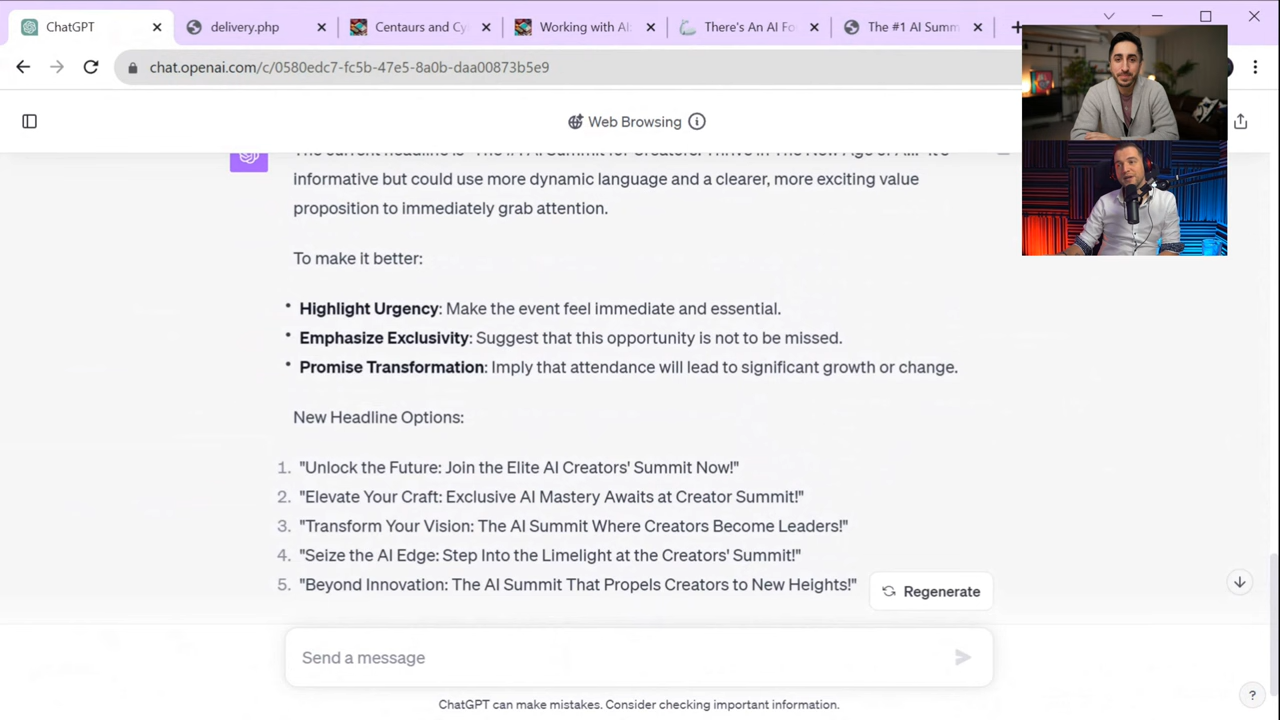 ChatGPT
delivery.php
Centaurs and Cy
Working with AI:
There's An AI Fo
The #1 AI Summ
chat.openai.com/c/0580edc7-fc5b-47e5-8a0b-daa00873b5e9
Web Browsing
informative but could use more dynamic language and a clearer, more exciting value
proposition to immediately grab attention.
To make it better:
• Highlight Urgency: Make the event feel immediate and essential.
• Emphasize Exclusivity: Suggest that this opportunity is not to be missed.
• Promise Transformation: Imply that attendance will lead to significant growth or change.
New Headline Options:
1. "Unlock the Future: Join the Elite AI Creators' Summit Now!"
2. "Elevate Your Craft: Exclusive AI Mastery Awaits at Creator Summit!"
3. "Transform Your Vision: The AI Summit Where Creators Become Leaders!"
4. "Seize the AI Edge: Step Into the Limelight at the Creators' Summit!"
5. "Beyond Innovation: The AI Summit That Propels Creators to New Heights!"
Regenerate
Send a message
ChatGPT can make mistakes. Consider checking important information.
?